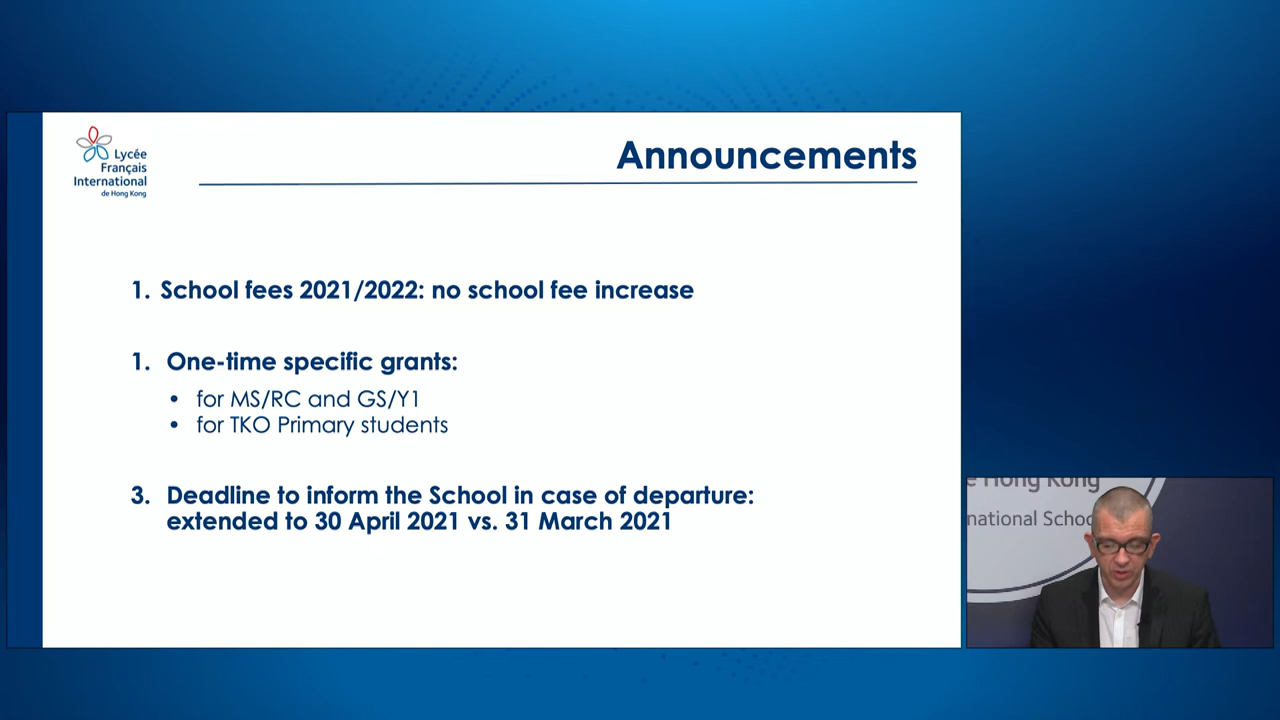 Lycée
Français
International
de Hong Kong
Announcements
1. School fees 2021/2022: no school fee increase
1. One-time specific grants:
• for MS/RC and GS/Y1
• for TKO Primary students
3. Deadline to inform the School in case of departure:
extended to 30 April 2021 vs. 31 March 2021
e Hong Kong
national Schoo